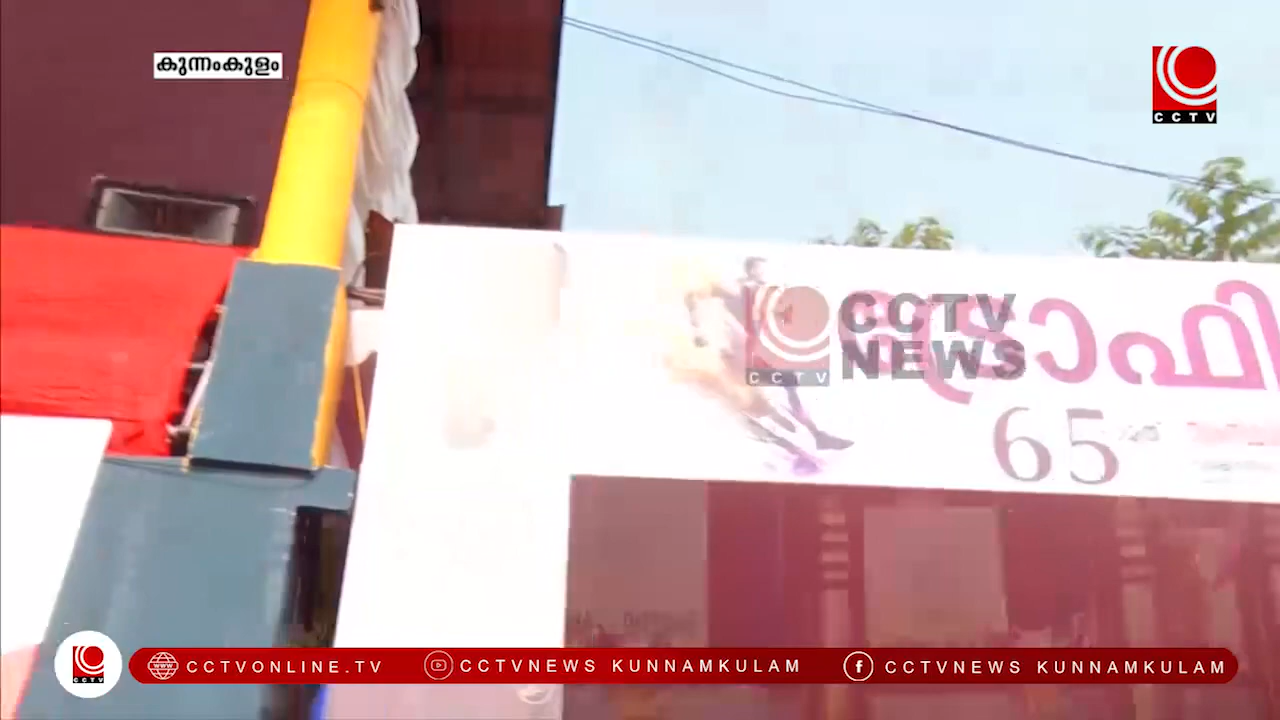 കുന്നംകുളം
CCTV
CCTV
NEWS
CCTV
ട്രോഫി
65
CCTV
CCTVONLINE.TV
CCTVNEWS KUNNAMKULAM
CCTVNEWS KUNNAMKULAM